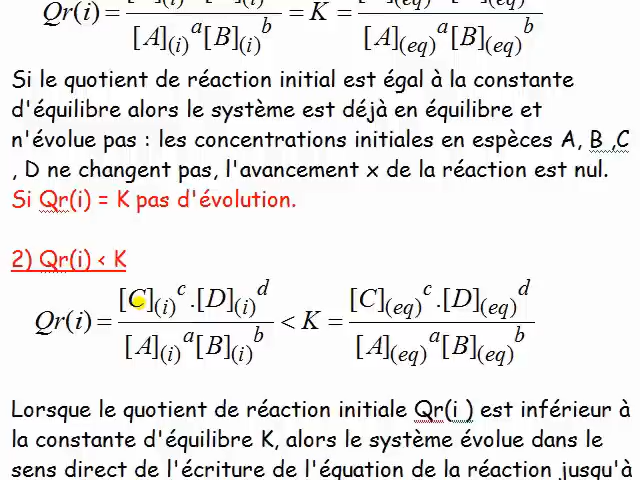 Qr(i) = [A](i)^a [B](i)^b = K = [A](eq)^a [B](eq)^b
Si le quotient de réaction initial est égal à la constante
d'équilibre alors le système est déjà en équilibre et
n'évolue pas : les concentrations initiales en espèces A, B ,C
, D ne changent pas, l'avancement x de la réaction est nul.
Si Qr(i) = K pas d'évolution.
2) Qr(i) < K
Qr(i) = [C](i)^c .[D](i)^d / [A](i)^a [B](i)^b < K = [C](eq)^c .[D](eq)^d / [A](eq)^a [B](eq)^b
Lorsque le quotient de réaction initiale Qr(i ) est inférieur à
la constante d'équilibre K, alors le système évolue dans le
sens direct de l'écriture de l'équation de la réaction jusqu'à